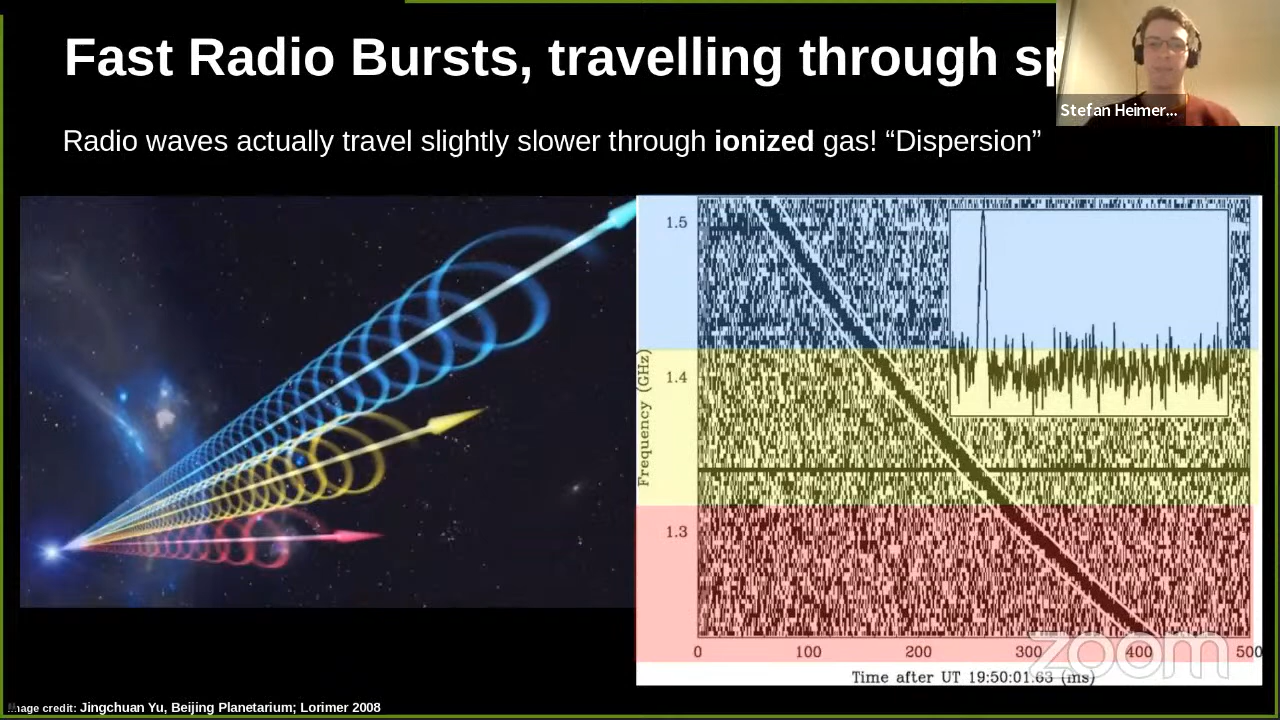 Fast Radio Bursts, travelling through sp
Stefan Heimer...
Radio waves actually travel slightly slower through ionized gas! “Dispersion”
1.5
1.4
1.3
Frequency (GHz)
0 100 200 300 400 500
Time after UT 19:50:01.63 (ms)
zoom
Image credit: Jingchuan Yu, Beijing Planetarium; Lorimer 2008